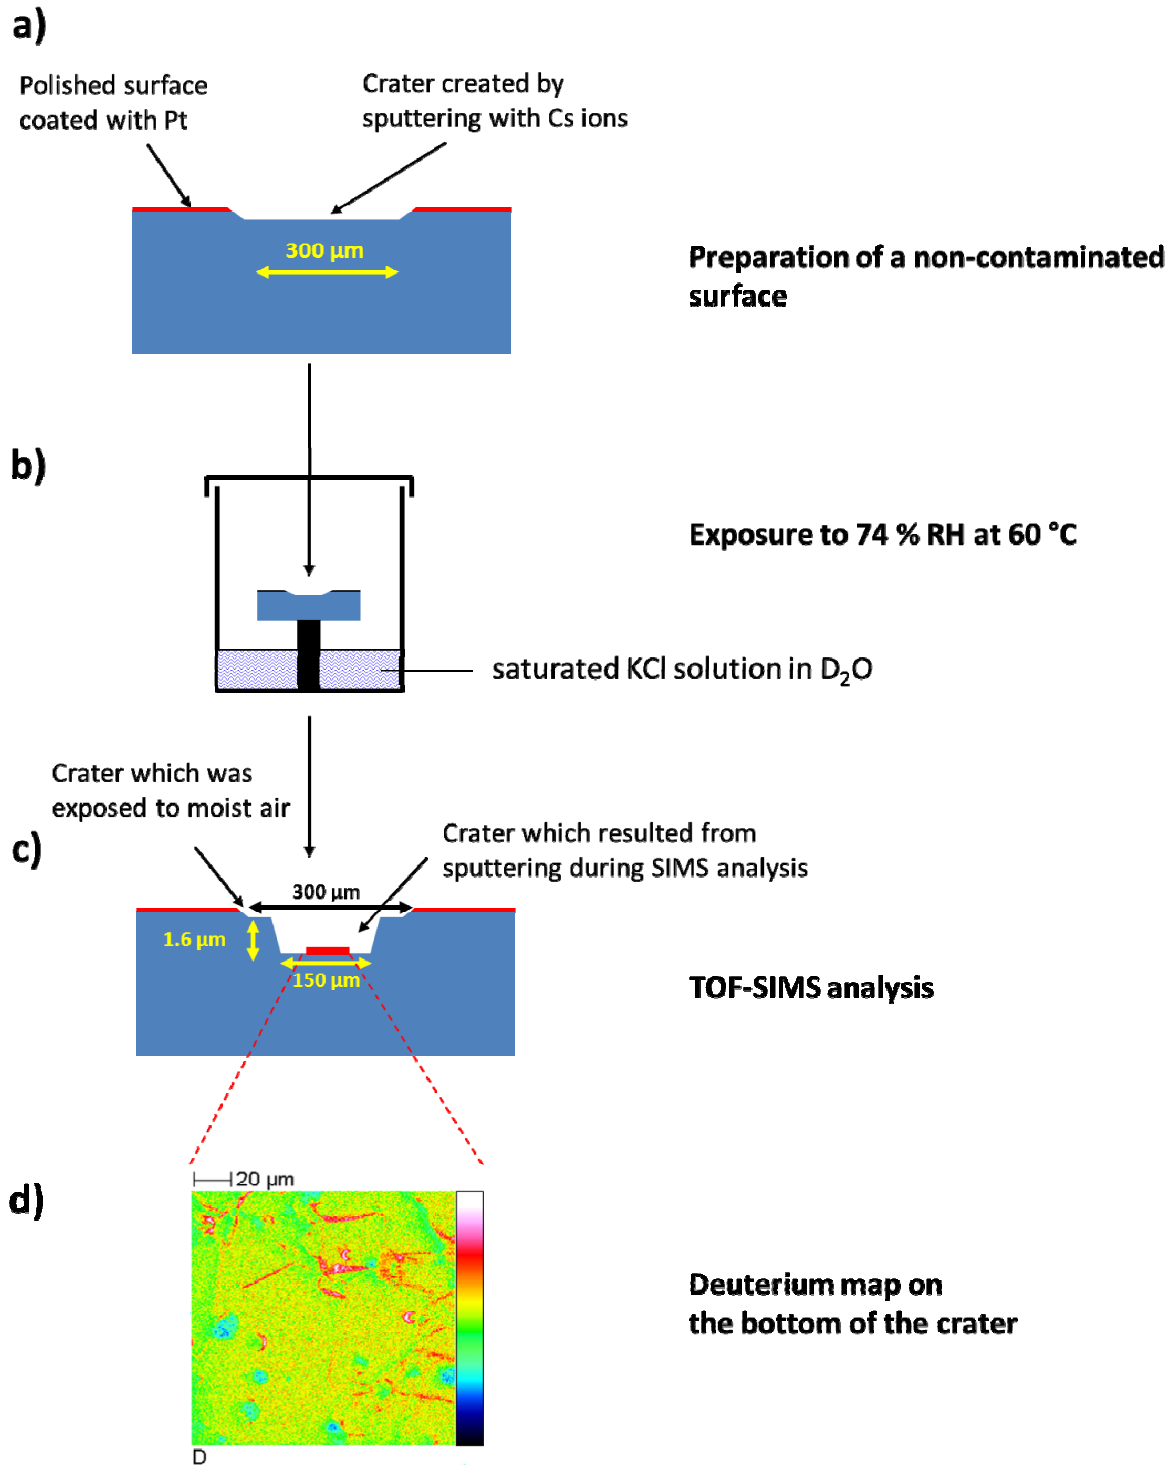 a)
Polished surface
coated with Pt
Crater created by
sputtering with Cs ions
300 µm
Preparation of a non-contaminated
surface
b)
Exposure to 74 % RH at 60 °C
saturated KCl solution in D₂O
Crater which was
exposed to moist air
c)
Crater which resulted from
sputtering during SIMS analysis
300 µm
1.6 µm
150 µm
TOF-SIMS analysis
d)
20 µm
Deuterium map on
the bottom of the crater
D